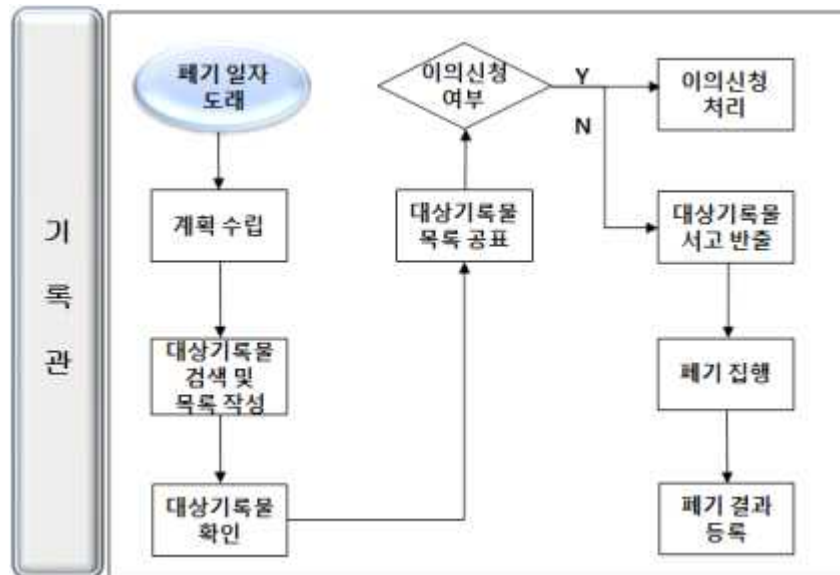 기
록
관
폐기 일자
도래
계획 수립
대상기록물
검색 및
목록 작성
대상기록물
확인
대상기록물
목록 공표
이의신청
여부
Y
N
이의신청
처리
대상기록물
서고 반출
폐기 집행
폐기 결과
등록